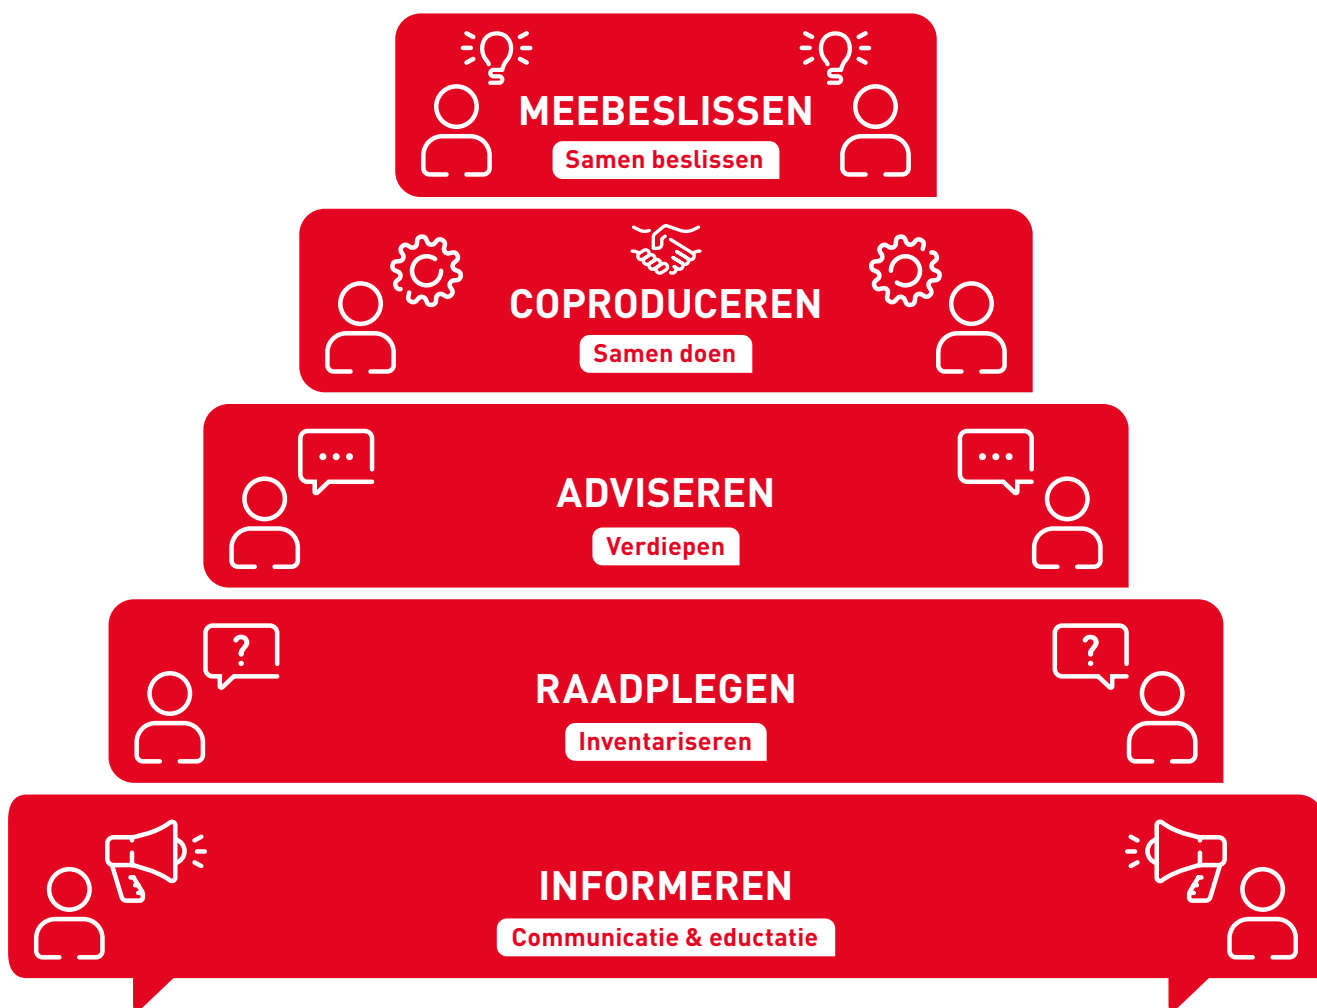 MEEBESLISSEN
Samen beslissen
COPRODUCEREN
Samen doen
ADVISEREN
Verdiepen
?
?
RAADPLEGEN
Inventariseren
INFORMEREN
Communicatie & eductatie